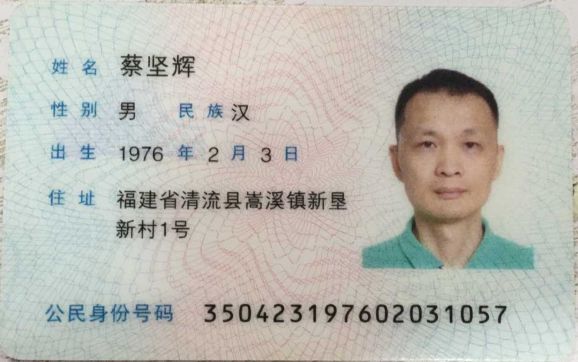 姓名 蔡坚辉
性别 男 民族 汉
出生 1976 年 2 月 3 日
住址 福建省清流县嵩溪镇新垦
新村1号
公民身份号码 350423197602031057